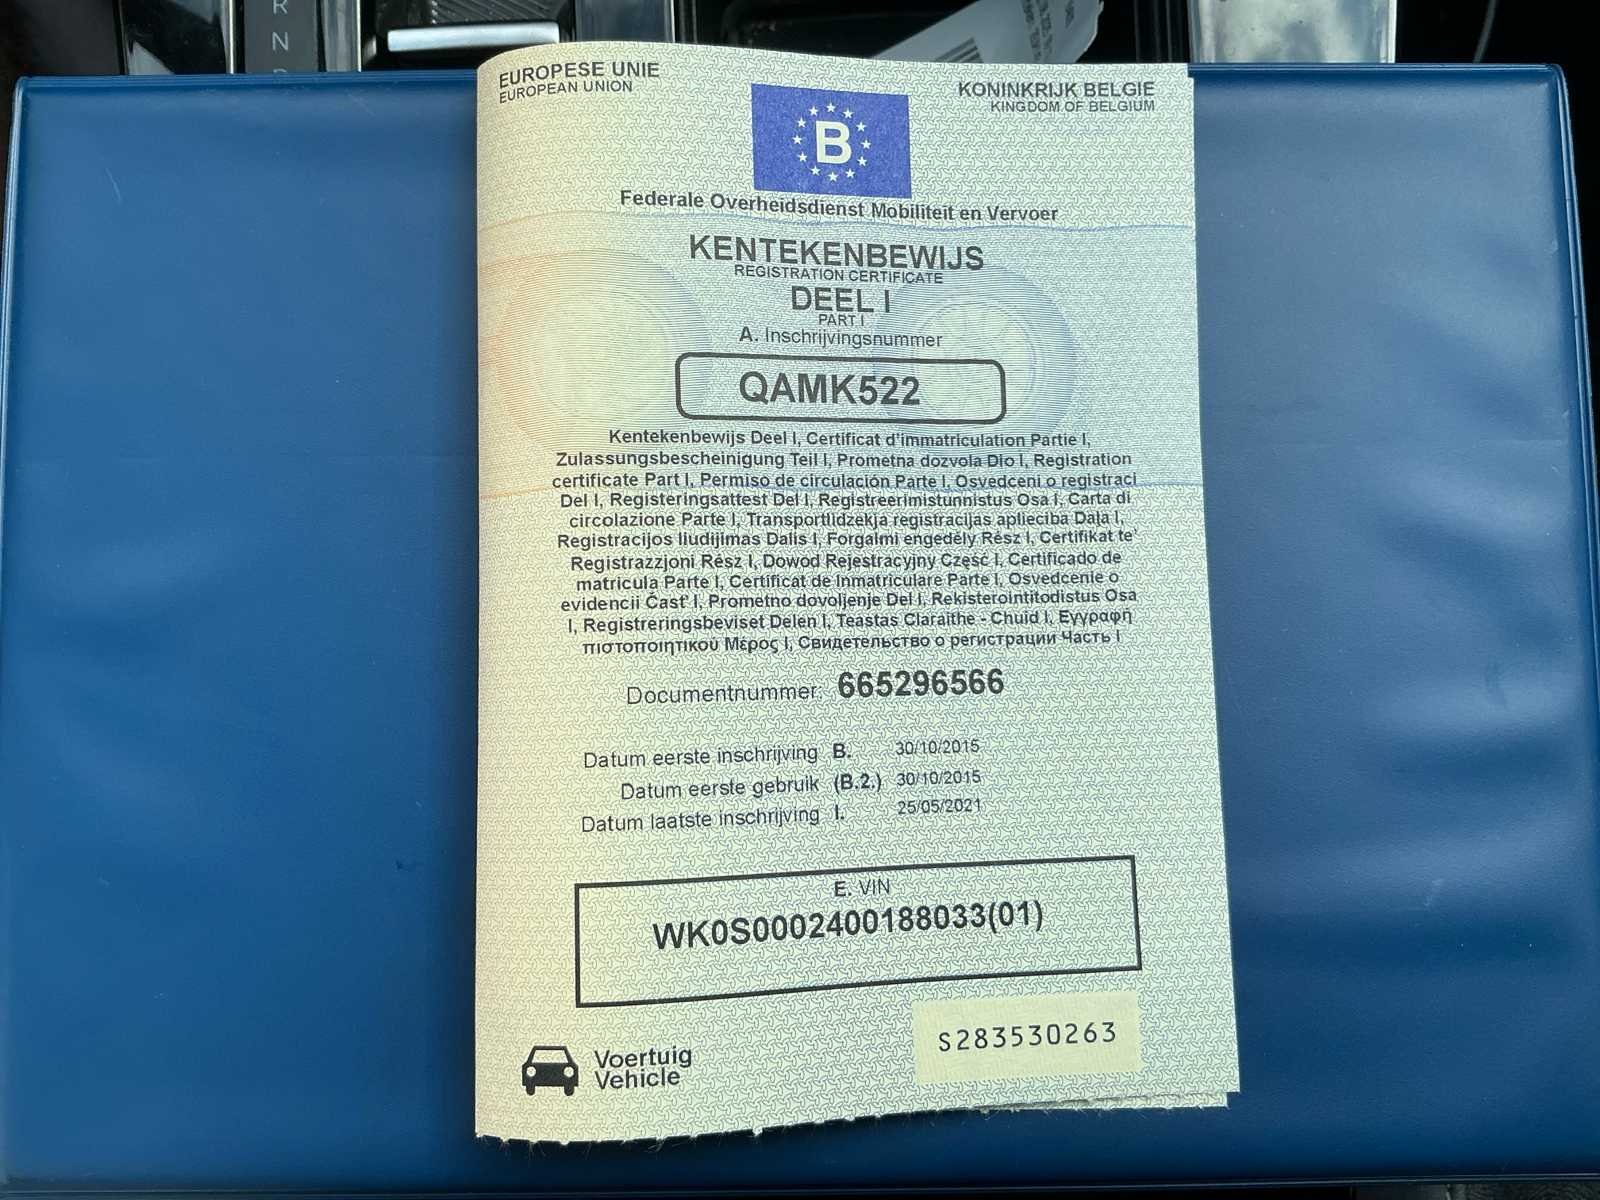 R
N
EUROPESE UNIE
EUROPEAN UNION
KONINKRIJK BELGIE
KINGDOM OF BELGIUM
B
Federale Overheidsdienst Mobiliteit en Vervoer
KENTEKENBEWIJS
REGISTRATION CERTIFICATE
DEEL I
PART I
A. Inschrijvingsnummer
QAMK522
Kentekenbewijs Deel I, Certificat d'immatriculation Partie I,
Zulassungsbescheinigung Teil I, Prometna dozvola Dio I, Registration
certificate Part I, Permiso de circulación Parte I, Osvedceni o registraci
Del I, Registeringsattest Del I, Registreerimistunnistus Osa I, Carta di
circolazione Parte I, Transportlidzekja registracijas aplieciba Daļa I,
Registracijos liudijimas Dalis I, Forgalmi engedély Rész I, Certifikat te'
Registrazzjoni Rész I, Dowod Rejestracyjny Część I, Certificado de
matricula Parte I, Certificat de Inmatriculare Parte I, Osvedcenie o
evidencii Časť I, Prometno dovoljenje Del I, Rekisterointitodistus Osa
I, Registreringsbeviset Delen I, Teastas Claraithe - Chuid I, Εγγραφή
πιστοποιητικού Μέρος I, Свидетельство о регистрации Часть I
Documentnummer: 665296566
Datum eerste inschrijving B. 30/10/2015
Datum eerste gebruik (B.2.) 30/10/2015
Datum laatste inschrijving I. 25/05/2021
E. VIN
WK0S0002400188033(01)
S283530263
Voertuig
Vehicle